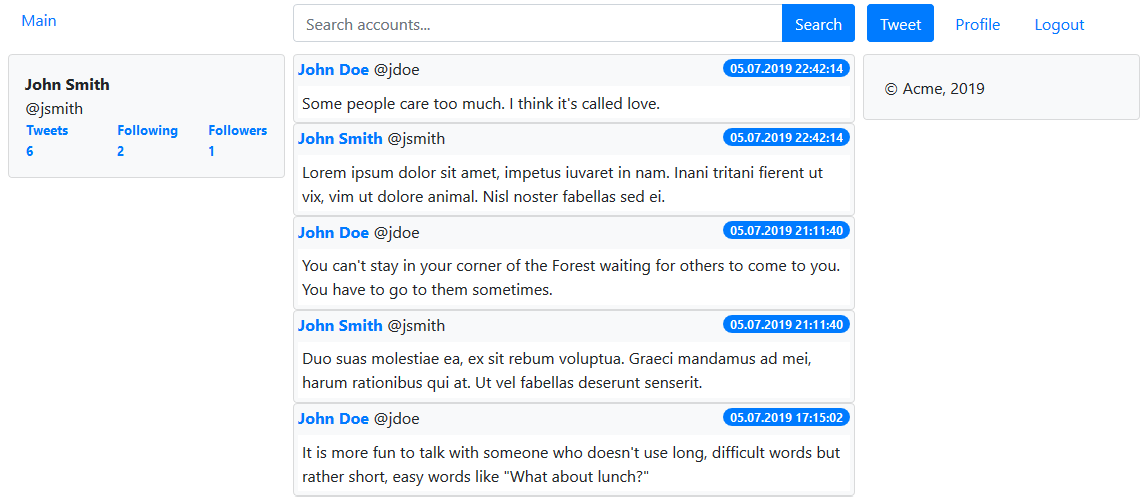 Main
Search accounts...
Search
Tweet
Profile
Logout
John Smith
@jsmith
Tweets Following Followers
6 2 1
John Doe @jdoe 05.07.2019 22:42:14
Some people care too much. I think it's called love.
John Smith @jsmith 05.07.2019 22:42:14
Lorem ipsum dolor sit amet, impetus iuvaret in nam. Inani tritani fierent ut
vix, vim ut dolore animal. Nisl noster fabellas sed ei.
John Doe @jdoe 05.07.2019 21:11:40
You can't stay in your corner of the Forest waiting for others to come to you.
You have to go to them sometimes.
John Smith @jsmith 05.07.2019 21:11:40
Duo suas molestiae ea, ex sit rebum voluptua. Graeci mandamus ad mei,
harum rationibus qui at. Ut vel fabellas deserunt senserit.
John Doe @jdoe 05.07.2019 17:15:02
It is more fun to talk with someone who doesn't use long, difficult words but
rather short, easy words like "What about lunch?"
© Acme, 2019